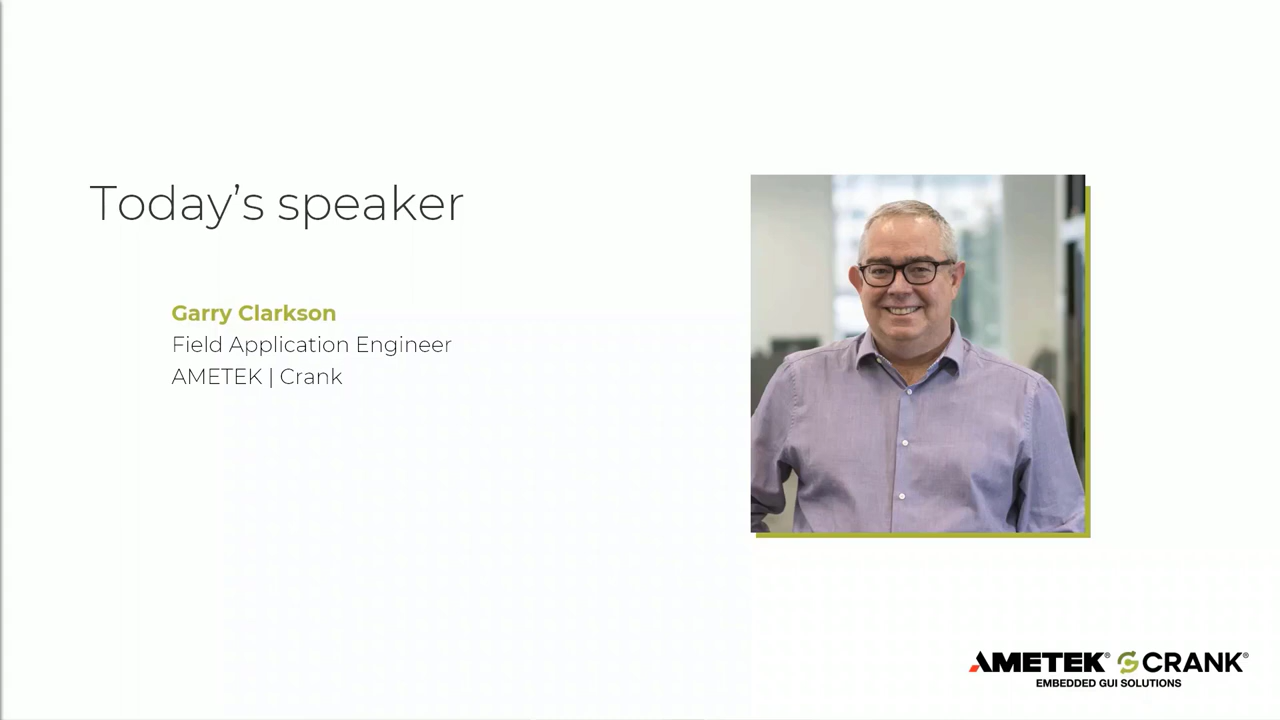 Today’s speaker
Garry Clarkson
Field Application Engineer
AMETEK | Crank
AMETEK® CRANK®
EMBEDDED GUI SOLUTIONS